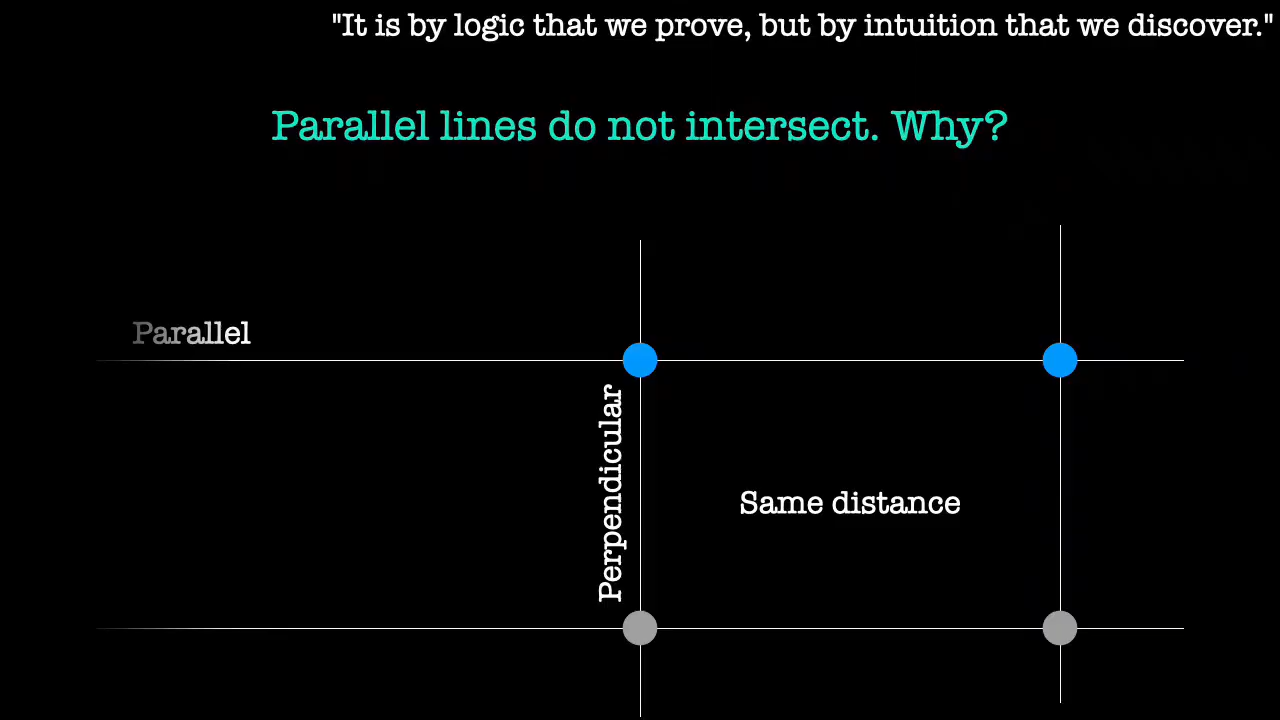 "It is by logic that we prove, but by intuition that we discover."
Parallel lines do not intersect. Why?
Parallel
Perpendicular
Same distance